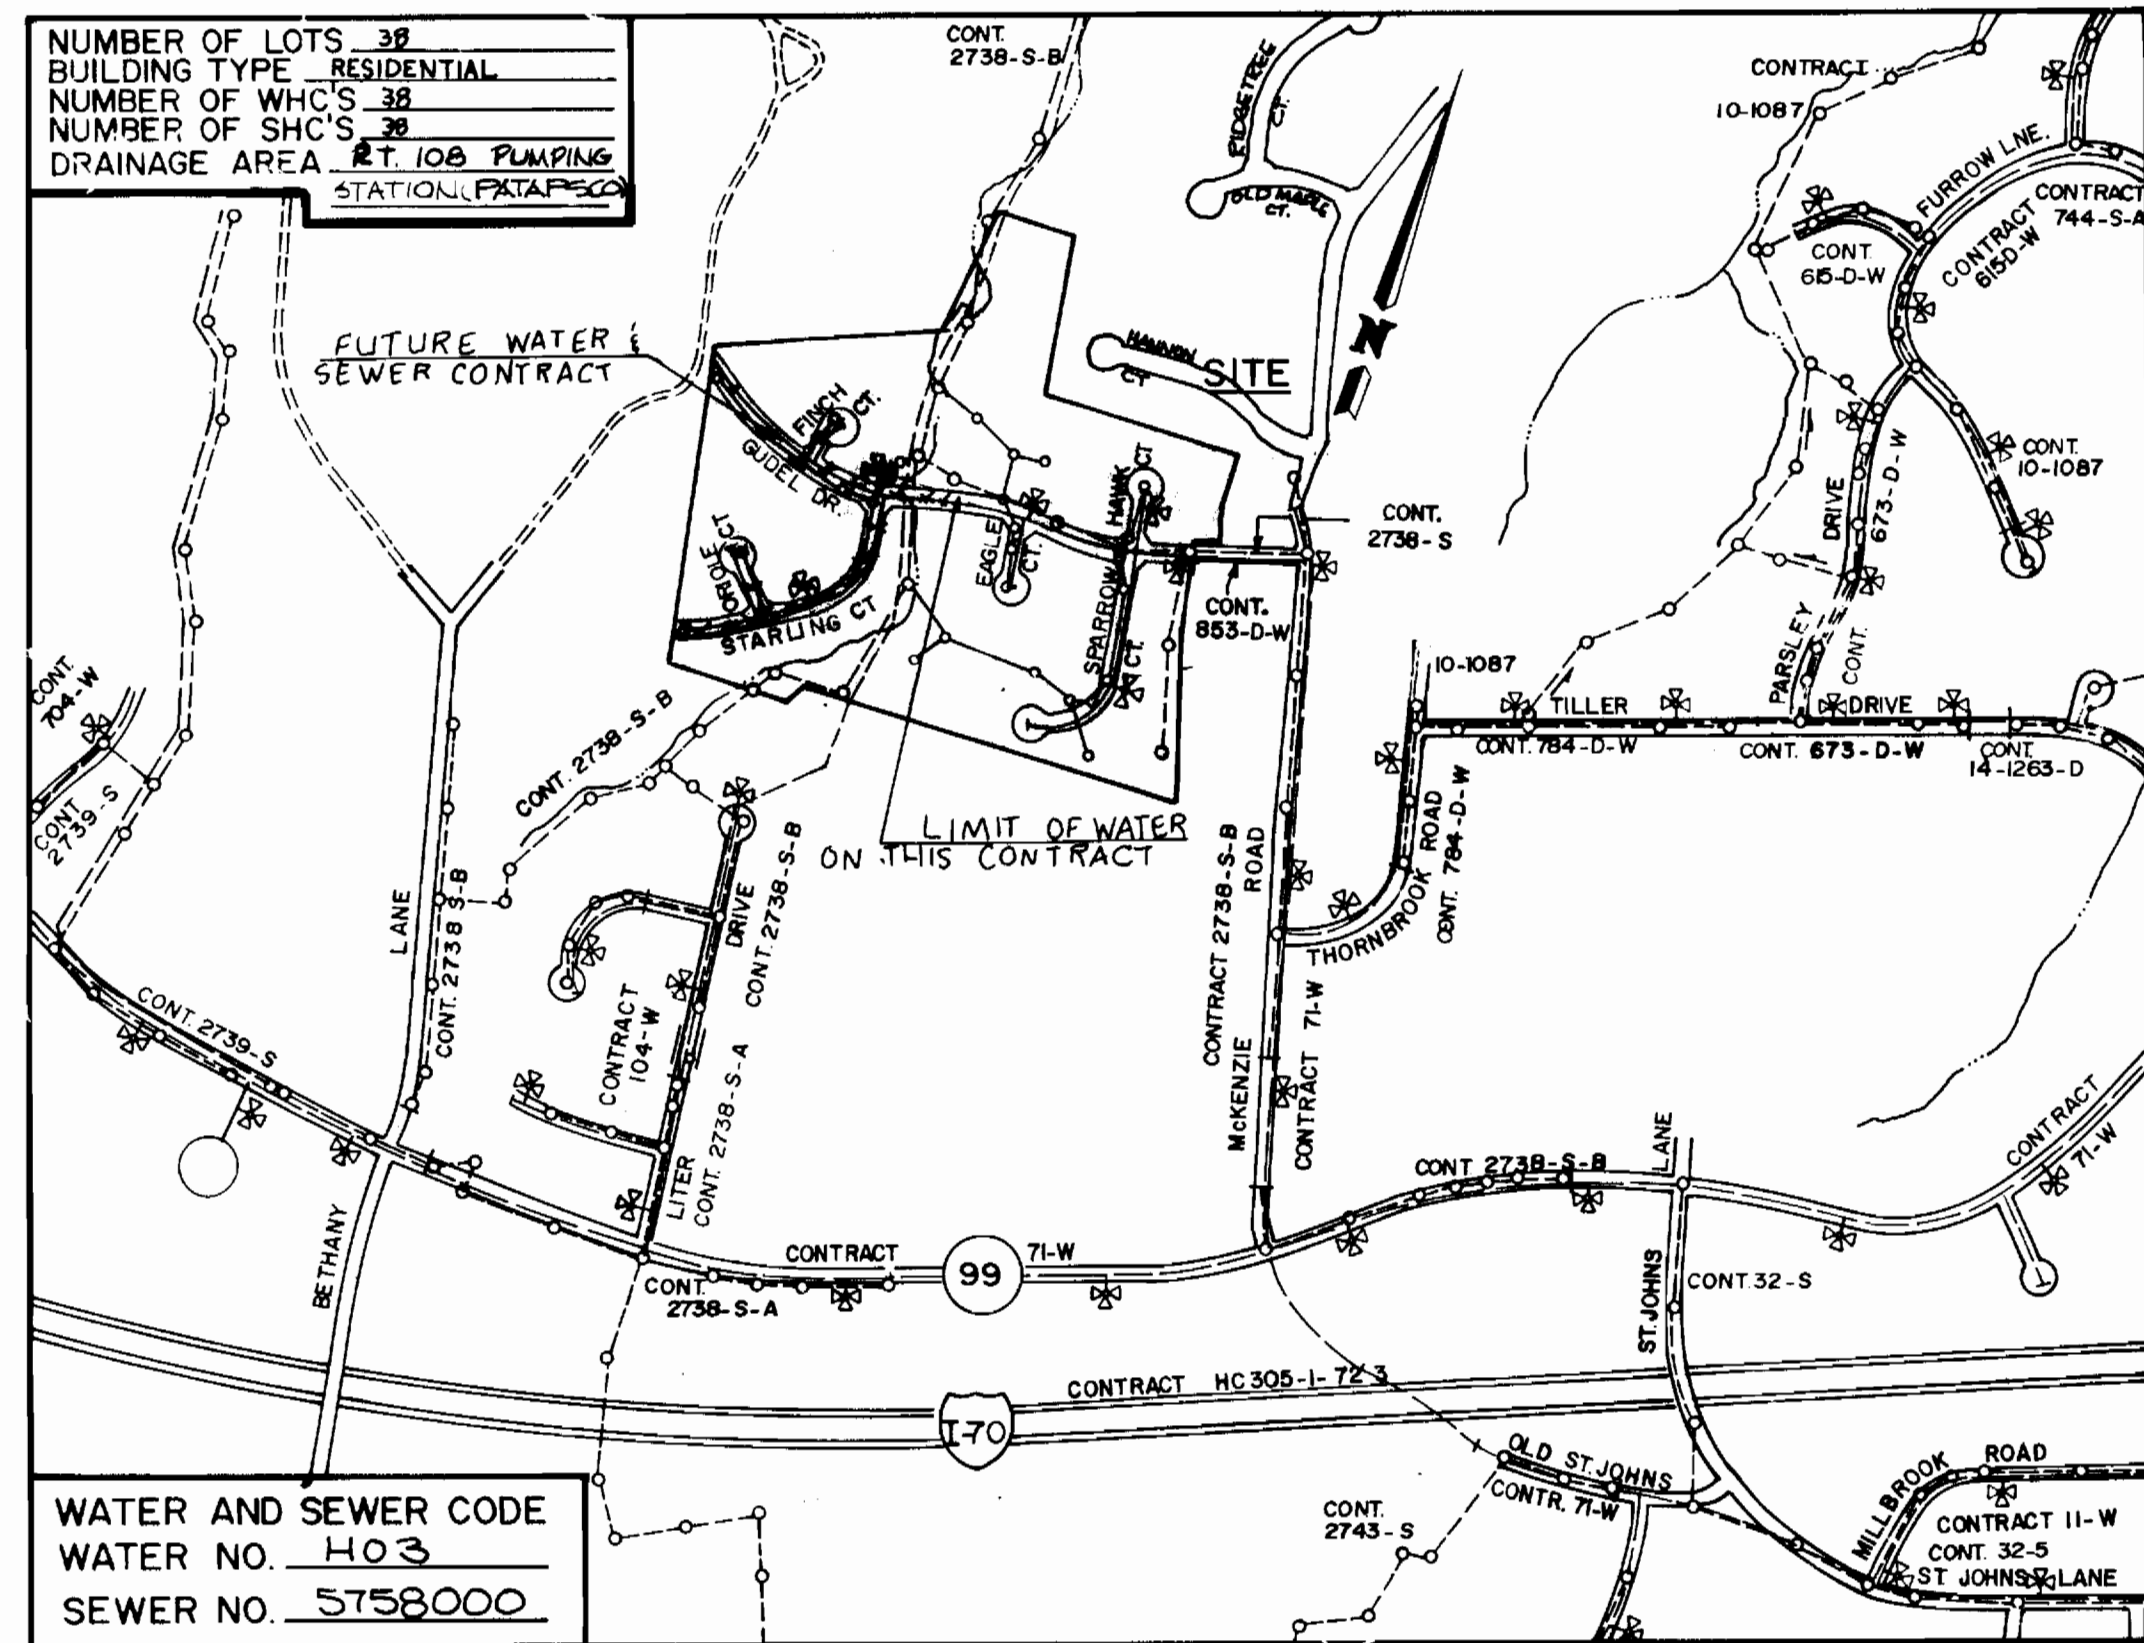 NUMBER OF LOTS 38
BUILDING TYPE RESIDENTIAL
NUMBER OF WHC'S 38
NUMBER OF SHC'S 38
DRAINAGE AREA RT. 108 PUMPING
STATION (PATAPSCO)
CONT.
2738-S-B
RIDGETREE
CT.
OLD MAPLE
CT.
CONTRACT
10-1087
FURROW LNE.
CONTRACT
744-S-A
CONTRACT
615-D-W
CONT.
615-D-W
FUTURE WATER &
SEWER CONTRACT
HANNON
CT
SITE
N
FINCH
CT.
GUDEL DR.
ORIOLE CT
STARLING CT
EAGLE
CT.
HAWK
CT
SPARROW
CT.
CONT.
2738-S
CONT.
853-D-W
CONT.
10-1087
DRIVE
673-D-W
PARSLEY
CONT.
10-1087
TILLER
DRIVE
CONT. 784-D-W
CONT. 673-D-W
CONT.
14-1263-D
CONT.
704-W
CONT
2739-S
CONT. 2738-S-B
LIMIT OF WATER
ON THIS CONTRACT
LANE
CONT. 2738 S-B
DRIVE
CONT. 2738-S-B
CONTRACT 2738-S-B
ROAD
ROAD
CONT. 784-D-W
THORNBROOK
CONT. 2739-S
CONTRACT
104-W
CONT. 2738-S-A
LITER
McKENZIE
CONTRACT 71-W
CONT 2738-S-B
LANE
CONTRACT
71-W
BETHANY
CONTRACT
99
71-W
CONT.
2738-S-A
ST. JOHNS
CONT. 32-S
CONTRACT HC305-I-72 3
I-70
OLD ST. JOHNS
CONTR. 71-W
CONT.
2743-S
MILLBROOK
ROAD
CONTRACT 11-W
CONT. 32-5
ST JOHNS LANE
WATER AND SEWER CODE
WATER NO. H03
SEWER NO. 5758000